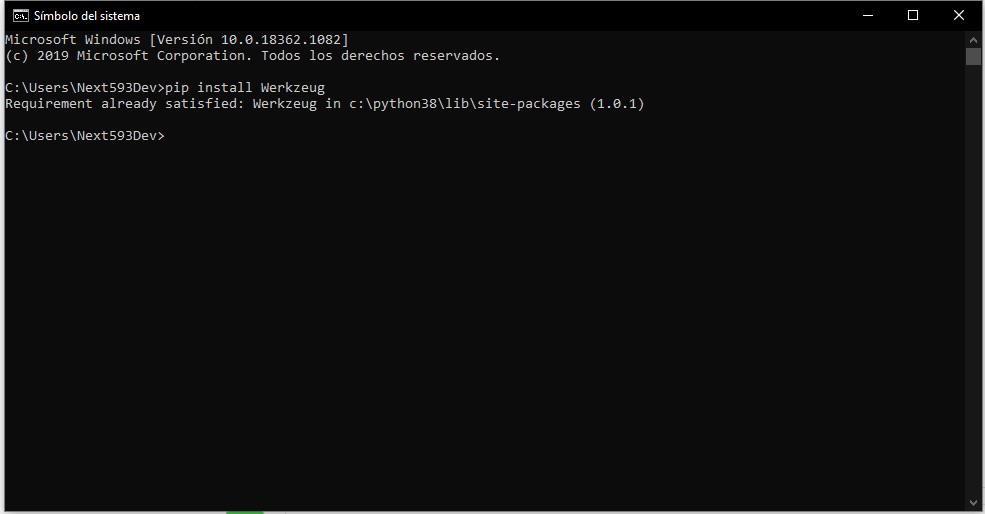 Símbolo del sistema
Microsoft Windows [Versión 10.0.18362.1082]
(c) 2019 Microsoft Corporation. Todos los derechos reservados.
C:\Users\Next593Dev>pip install Werkzeug
Requirement already satisfied: Werkzeug in c:\python38\lib\site-packages (1.0.1)
C:\Users\Next593Dev>